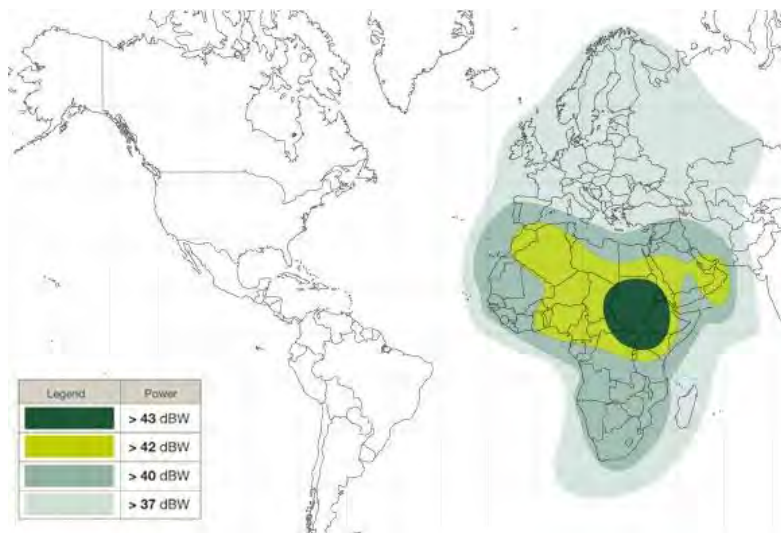 Legend Power
> 43 dBW
> 42 dBW
> 40 dBW
> 37 dBW